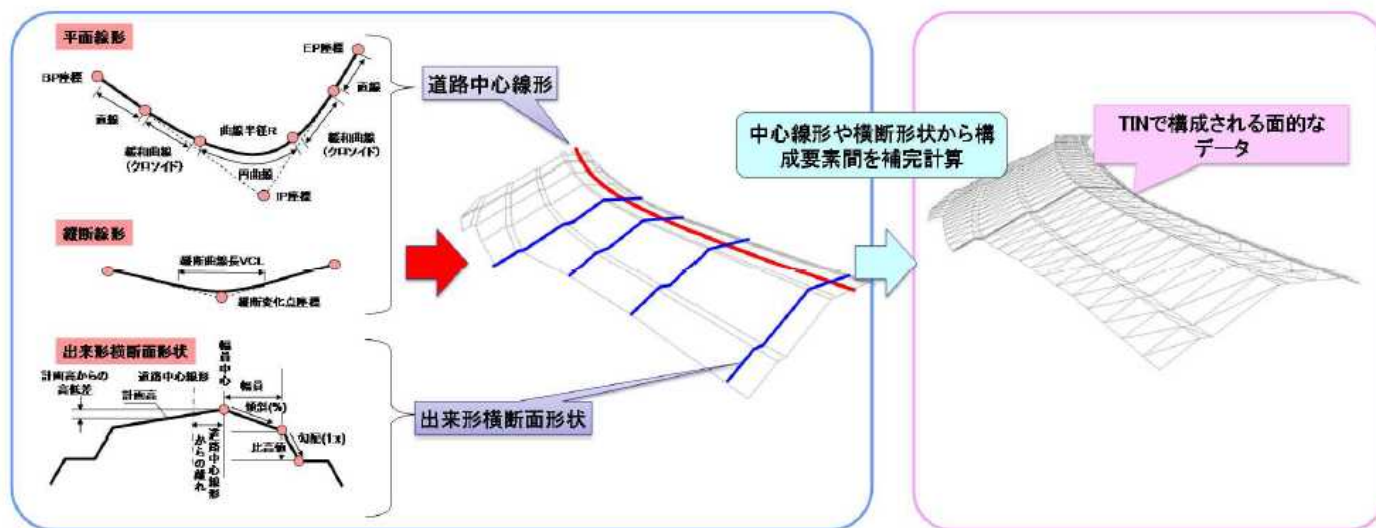 平面線形
EP座標
BP座標
直線
直線
曲線半径R
緩和曲線
(クロソイド)
緩和曲線
(クロソイド)
円曲線
IP座標
縦断線形
縦断曲線長VCL
縦断変化点座標
出来形横断面形状
計画高からの
高低差
道路中心線形
計画高
幅員中心
幅員
傾斜(%)
勾配(1:x)
比高値
道路中心線形
からの離れ
道路中心線形
出来形横断面形状
中心線形や横断形状から構
成要素間を補完計算
TINで構成される面的な
データ